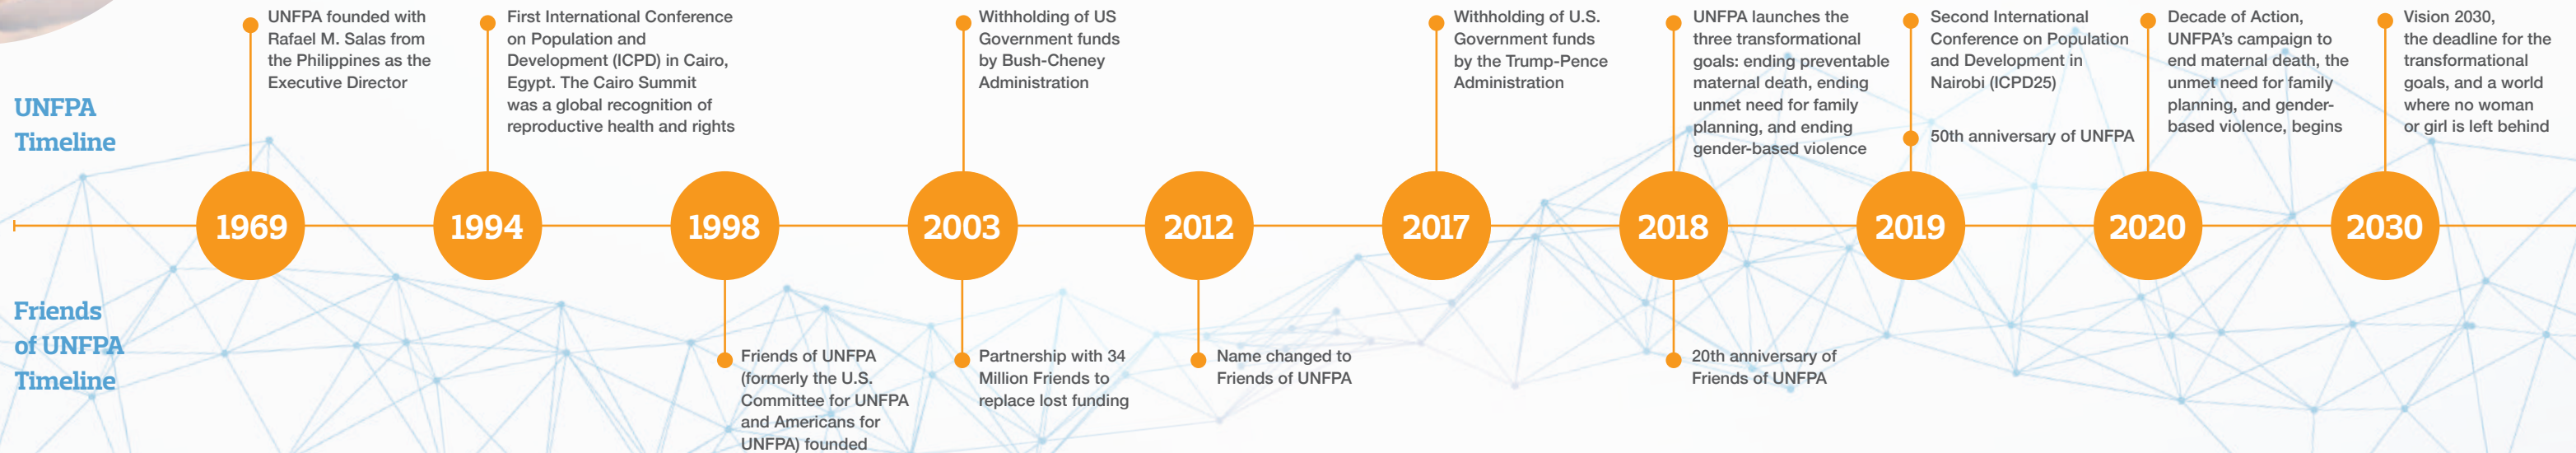 UNFPA
Timeline
UNFPA founded with
Rafael M. Salas from
the Philippines as the
Executive Director
First International Conference
on Population and
Development (ICPD) in Cairo,
Egypt. The Cairo Summit
was a global recognition of
reproductive health and rights
Withholding of US
Government funds
by Bush-Cheney
Administration
Withholding of U.S.
Government funds
by the Trump-Pence
Administration
UNFPA launches the
three transformational
goals: ending preventable
maternal death, ending
unmet need for family
planning, and ending
gender-based violence
Second International
Conference on Population
and Development in
Nairobi (ICPD25)
50th anniversary of UNFPA
Decade of Action,
UNFPA's campaign to
end maternal death, the
unmet need for family
planning, and gender-
based violence, begins
Vision 2030,
the deadline for the
transformational
goals, and a world
where no woman
or girl is left behind
1969
1994
1998
2003
2012
2017
2018
2019
2020
2030
Friends
of UNFPA
Timeline
Friends of UNFPA
(formerly the U.S.
Committee for UNFPA
and Americans for
UNFPA) founded
Partnership with 34
Million Friends to
replace lost funding
Name changed to
Friends of UNFPA
20th anniversary of
Friends of UNFPA